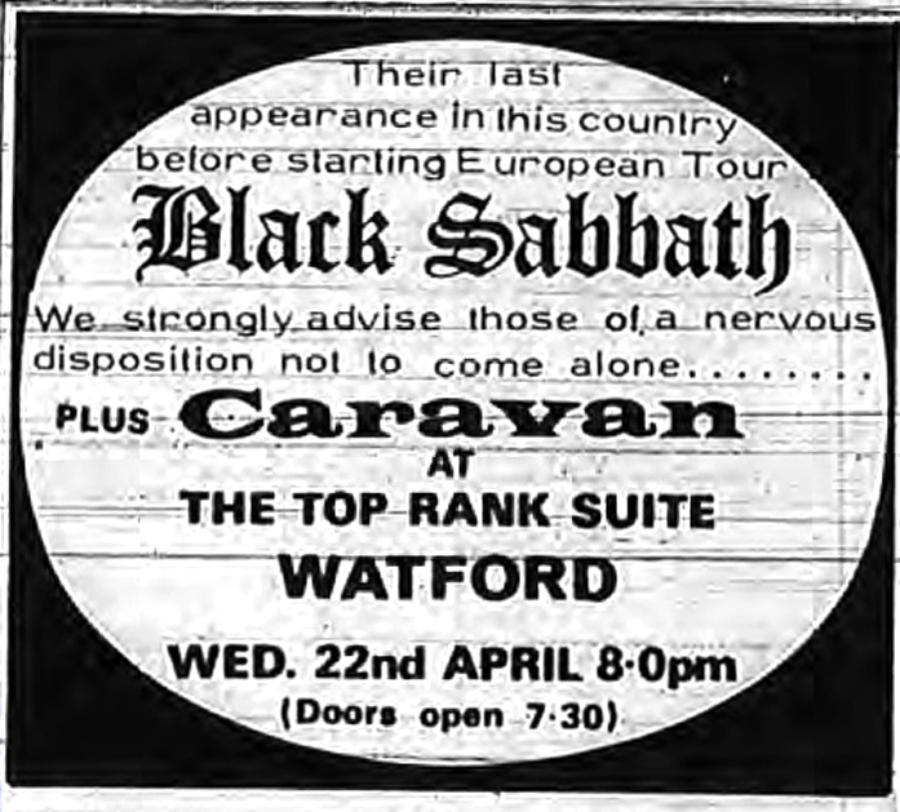 Their last
appearance in this country
before starting European Tour
Black Sabbath
We strongly advise those of a nervous
disposition not to come alone.........
PLUS Caravan
AT
THE TOP RANK SUITE
WATFORD
WED. 22nd APRIL 8·0pm
(Doors open 7·30)